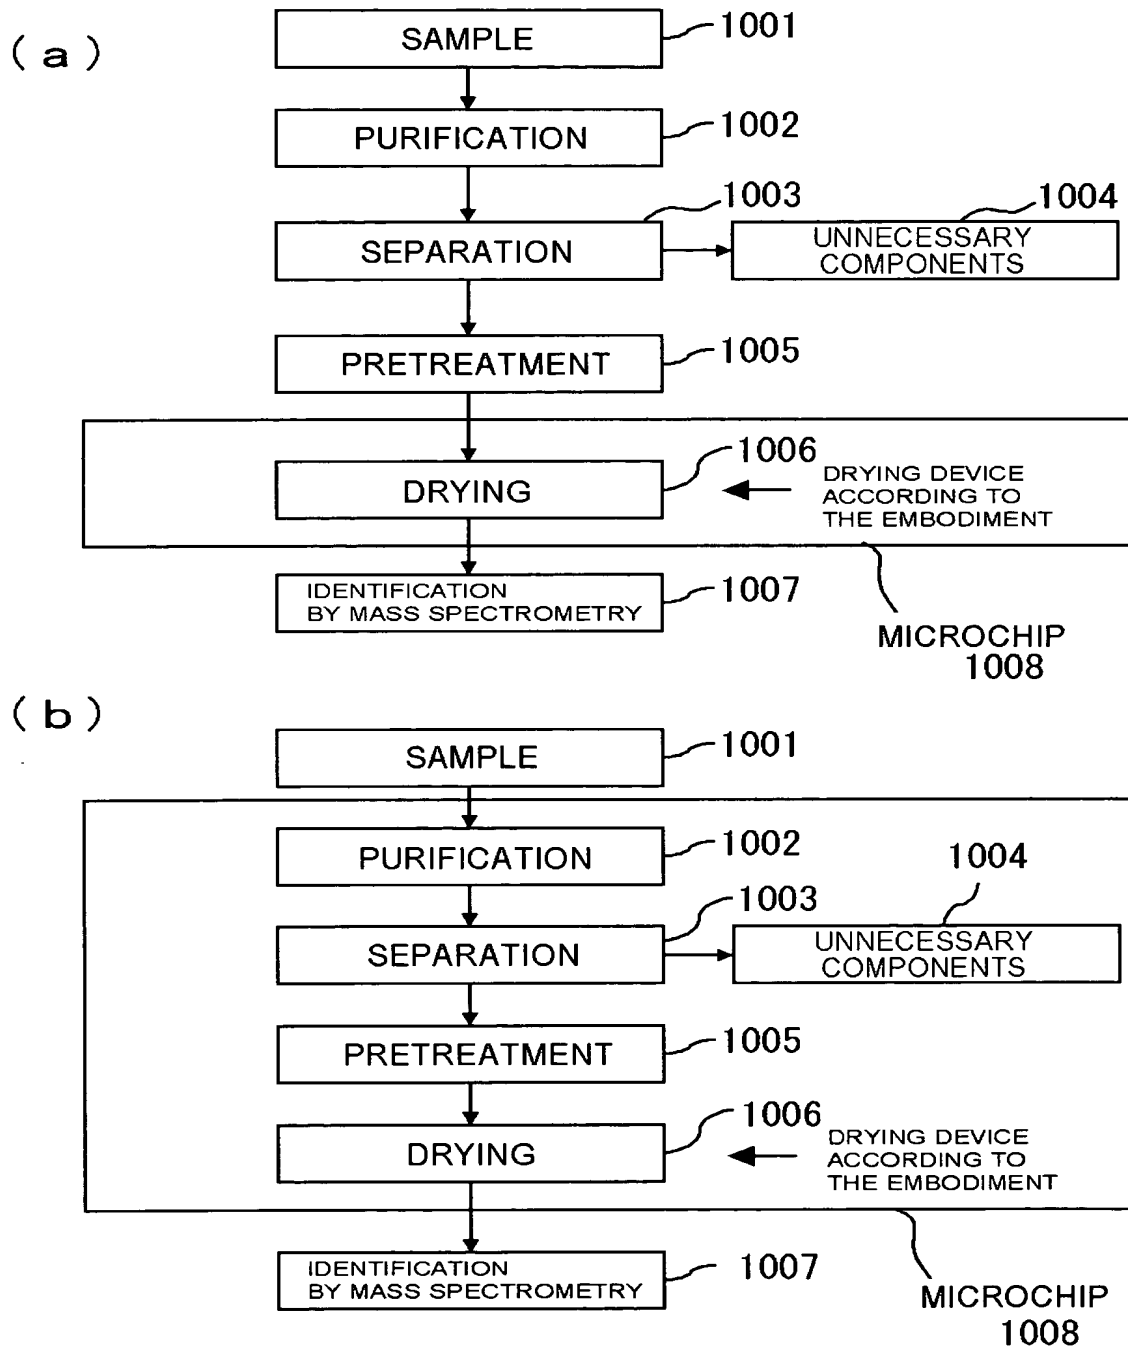 (a)
SAMPLE
1001
PURIFICATION
1002
SEPARATION
1003
UNNECESSARY
COMPONENTS
1004
PRETREATMENT
1005
DRYING
1006
DRYING DEVICE
ACCORDING TO
THE EMBODIMENT
IDENTIFICATION
BY MASS SPECTROMETRY
1007
MICROCHIP
1008
(b)
SAMPLE
1001
PURIFICATION
1002
SEPARATION
1003
UNNECESSARY
COMPONENTS
1004
PRETREATMENT
1005
DRYING
1006
DRYING DEVICE
ACCORDING TO
THE EMBODIMENT
IDENTIFICATION
BY MASS SPECTROMETRY
1007
MICROCHIP
1008